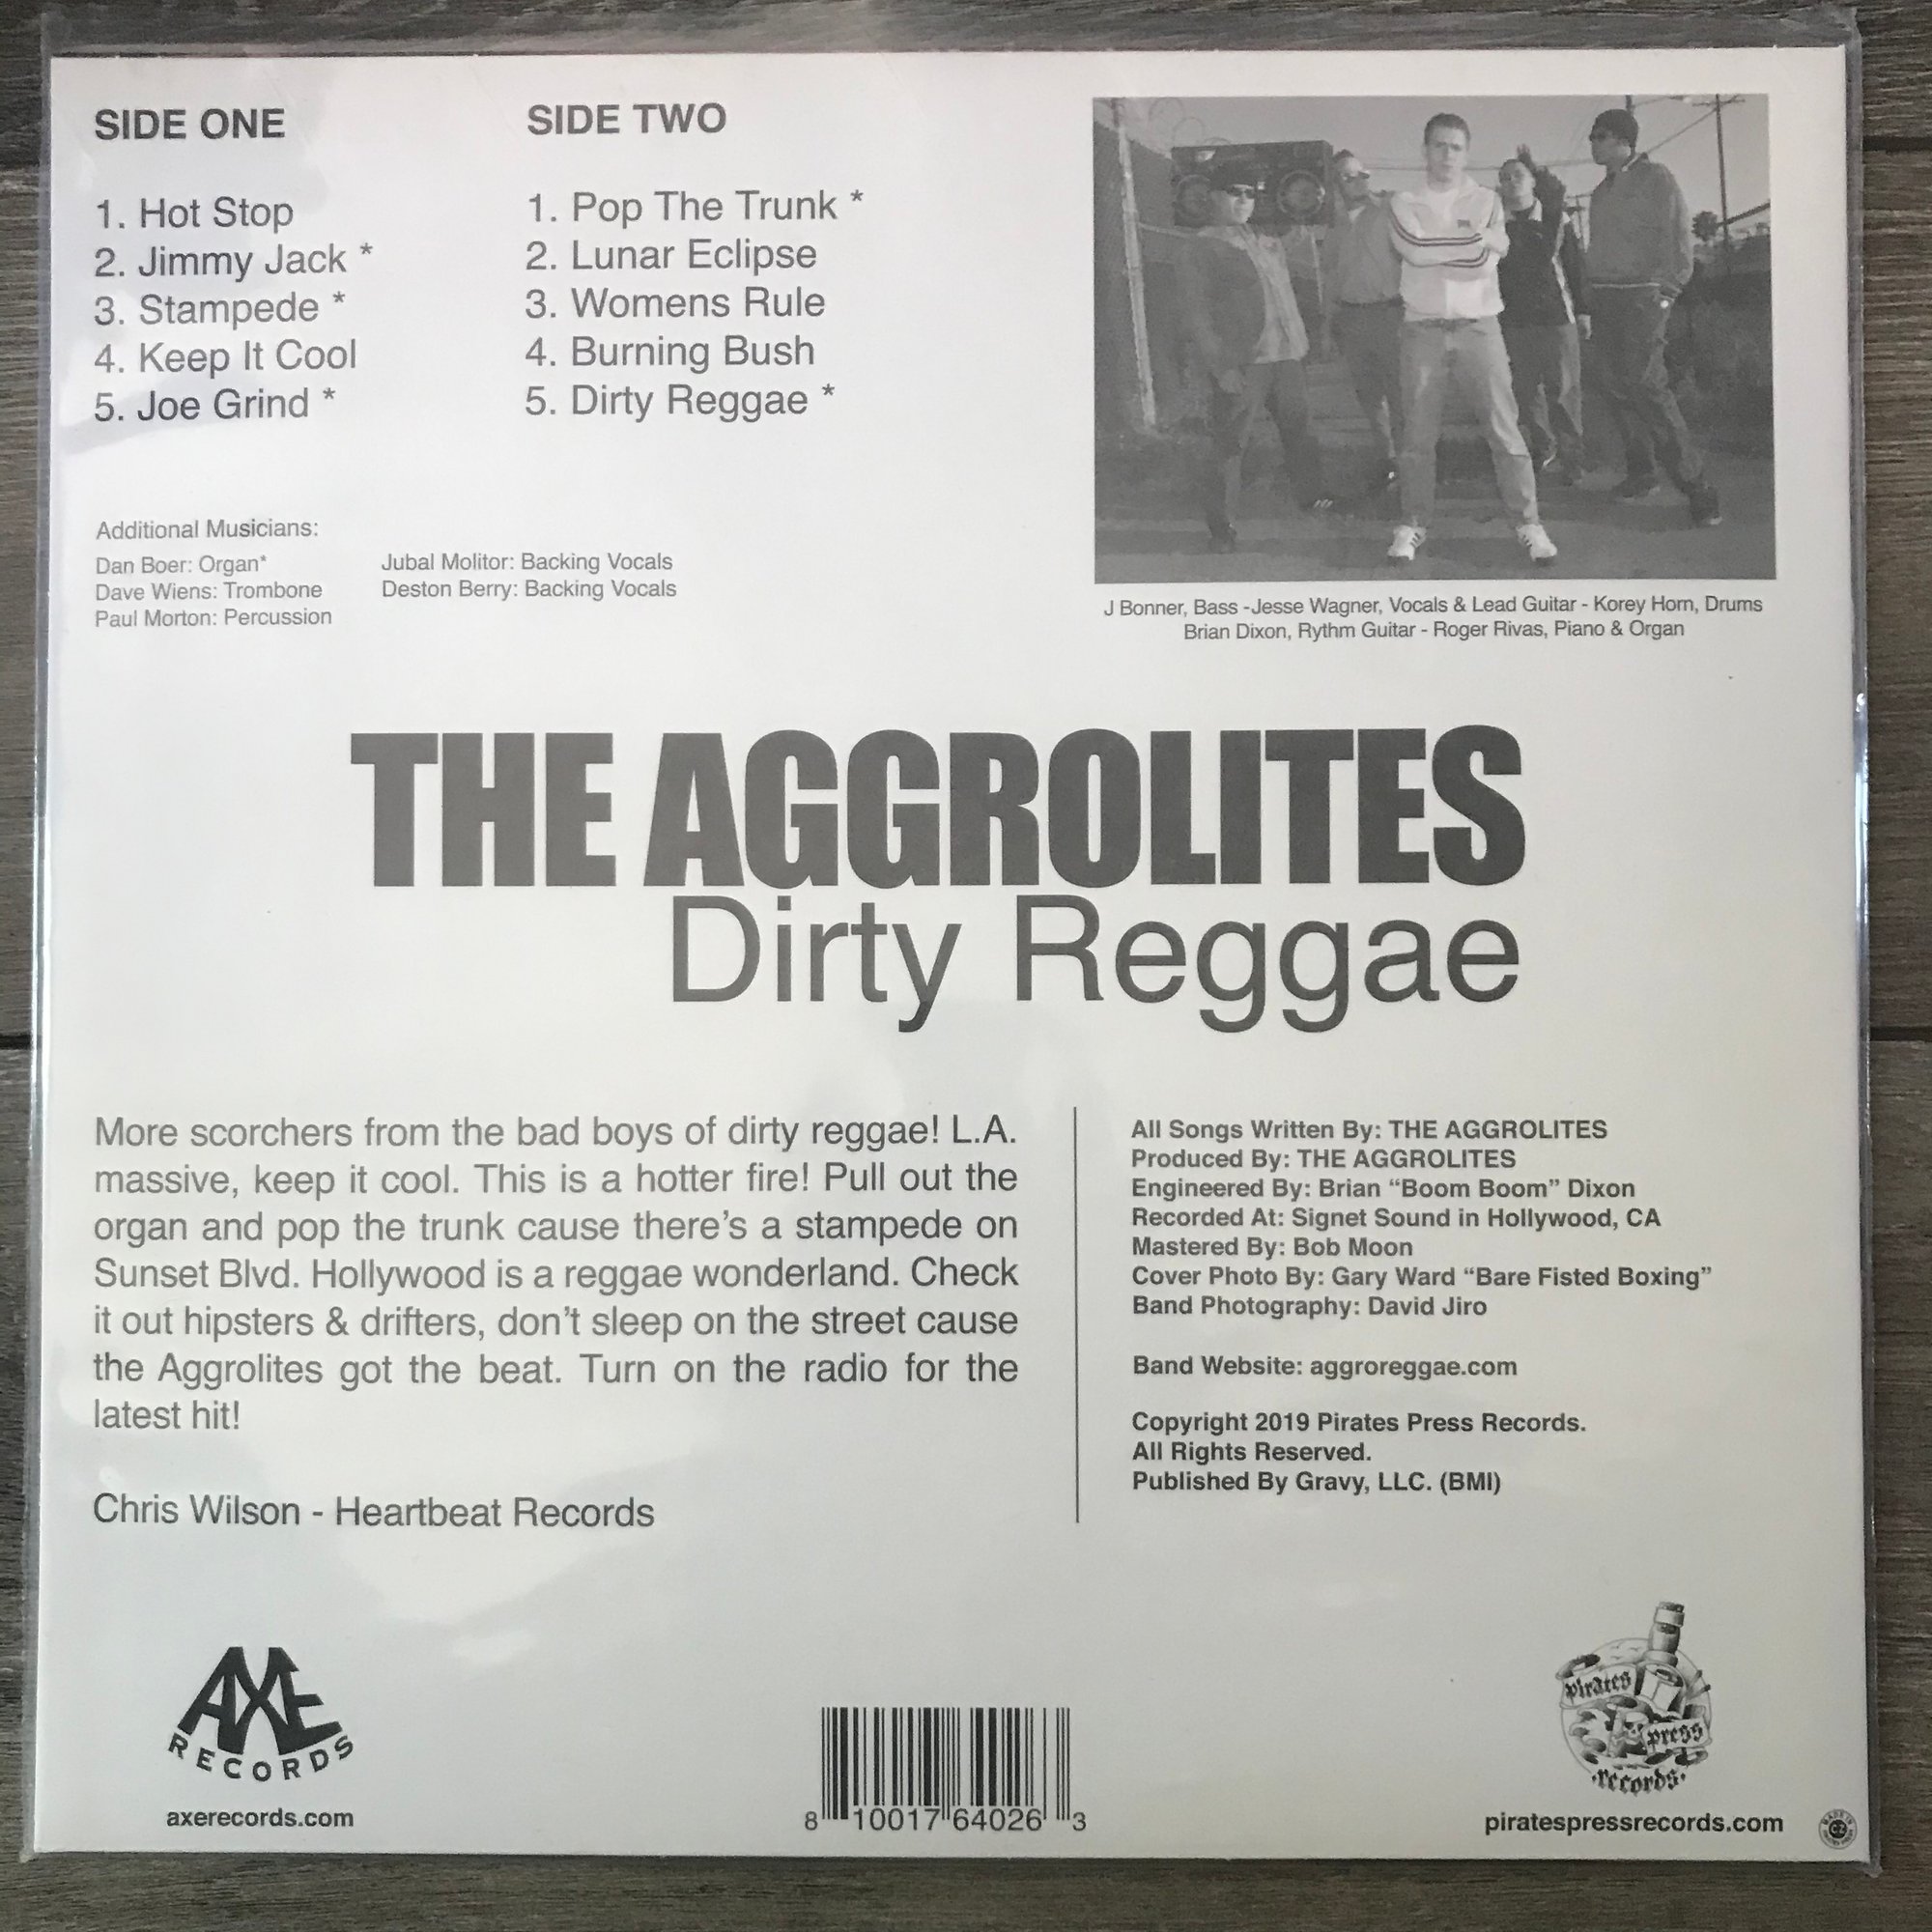 SIDE ONE
1. Hot Stop
2. Jimmy Jack *
3. Stampede *
4. Keep It Cool
5. Joe Grind *
SIDE TWO
1. Pop The Trunk *
2. Lunar Eclipse
3. Womens Rule
4. Burning Bush
5. Dirty Reggae *
Additional Musicians:
Dan Boer: Organ*
Dave Wiens: Trombone
Paul Morton: Percussion
Jubal Molitor: Backing Vocals
Deston Berry: Backing Vocals
J Bonner, Bass -Jesse Wagner, Vocals & Lead Guitar - Korey Horn, Drums
Brian Dixon, Rythm Guitar - Roger Rivas, Piano & Organ
THE AGGROLITES
Dirty Reggae
More scorchers from the bad boys of dirty reggae! L.A.
massive, keep it cool. This is a hotter fire! Pull out the
organ and pop the trunk cause there's a stampede on
Sunset Blvd. Hollywood is a reggae wonderland. Check
it out hipsters & drifters, don't sleep on the street cause
the Aggrolites got the beat. Turn on the radio for the
latest hit!
Chris Wilson - Heartbeat Records
All Songs Written By: THE AGGROLITES
Produced By: THE AGGROLITES
Engineered By: Brian “Boom Boom” Dixon
Recorded At: Signet Sound in Hollywood, CA
Mastered By: Bob Moon
Cover Photo By: Gary Ward “Bare Fisted Boxing”
Band Photography: David Jiro
Band Website: aggroreggae.com
Copyright 2019 Pirates Press Records.
All Rights Reserved.
Published By Gravy, LLC. (BMI)
AXE
RECORDS
axerecords.com
8 10017 64026 3
pirates
press
records
piratespressrecords.com